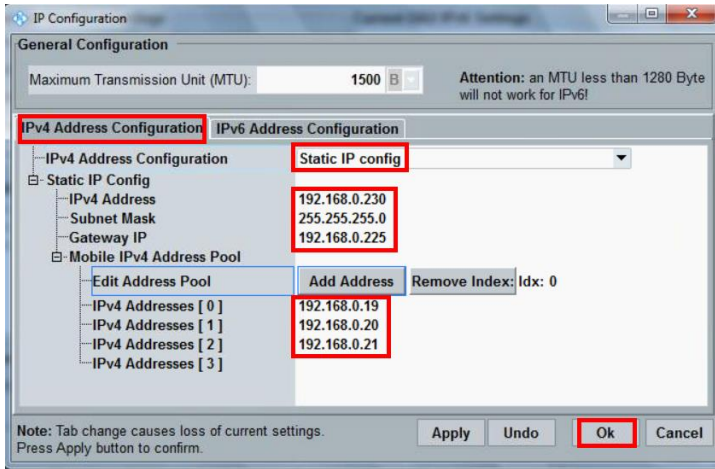 IP Configuration
General Configuration
Maximum Transmission Unit (MTU): 1500 B Attention: an MTU less than 1280 Byte
will not work for IPv6!
IPv4 Address Configuration IPv6 Address Configuration
IPv4 Address Configuration Static IP config
Static IP Config
IPv4 Address 192.168.0.230
Subnet Mask 255.255.255.0
Gateway IP 192.168.0.225
Mobile IPv4 Address Pool
Edit Address Pool Add Address Remove Index: Idx: 0
IPv4 Addresses [ 0 ] 192.168.0.19
IPv4 Addresses [ 1 ] 192.168.0.20
IPv4 Addresses [ 2 ] 192.168.0.21
IPv4 Addresses [ 3 ]
Note: Tab change causes loss of current settings. Apply Undo Ok Cancel
Press Apply button to confirm.